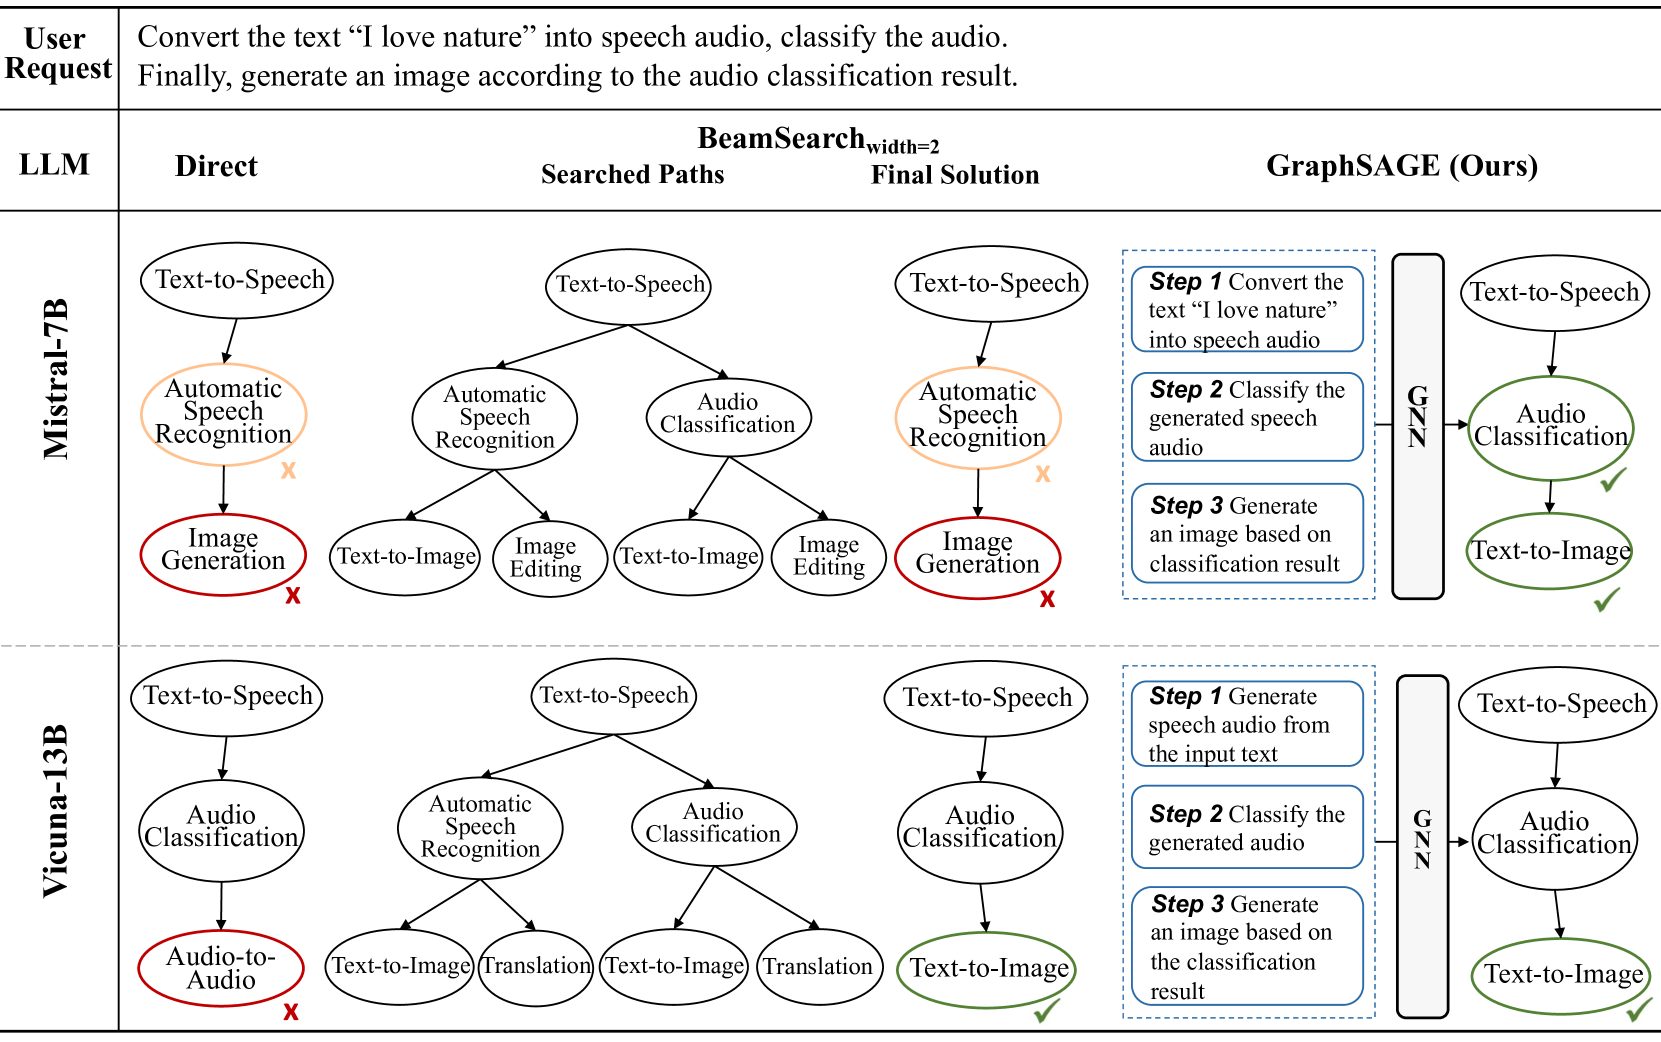 User
Request
Convert the text “I love nature” into speech audio, classify the audio.
Finally, generate an image according to the audio classification result.
LLM
Direct
BeamSearch width=2
Searched Paths
Final Solution
GraphSAGE (Ours)
Mistral-7B
Text-to-Speech
Automatic
Speech
Recognition
X
Image
Generation
X
Text-to-Speech
Automatic
Speech
Recognition
Audio
Classification
Text-to-Image
Image
Editing
Text-to-Image
Image
Editing
Text-to-Speech
Automatic
Speech
Recognition
X
Image
Generation
X
Step 1 Convert the
text “I love nature”
into speech audio
Step 2 Classify the
generated speech
audio
Step 3 Generate
an image based on
classification result
G
N
N
Text-to-Speech
Audio
Classification
Text-to-Image
Vicuna-13B
Text-to-Speech
Audio
Classification
Audio-to-
Audio
X
Text-to-Speech
Automatic
Speech
Recognition
Audio
Classification
Text-to-Image
Translation
Text-to-Image
Translation
Text-to-Speech
Audio
Classification
Text-to-Image
Step 1 Generate
speech audio from
the input text
Step 2 Classify the
generated audio
Step 3 Generate
an image based on
the classification
result
G
N
N
Text-to-Speech
Audio
Classification
Text-to-Image